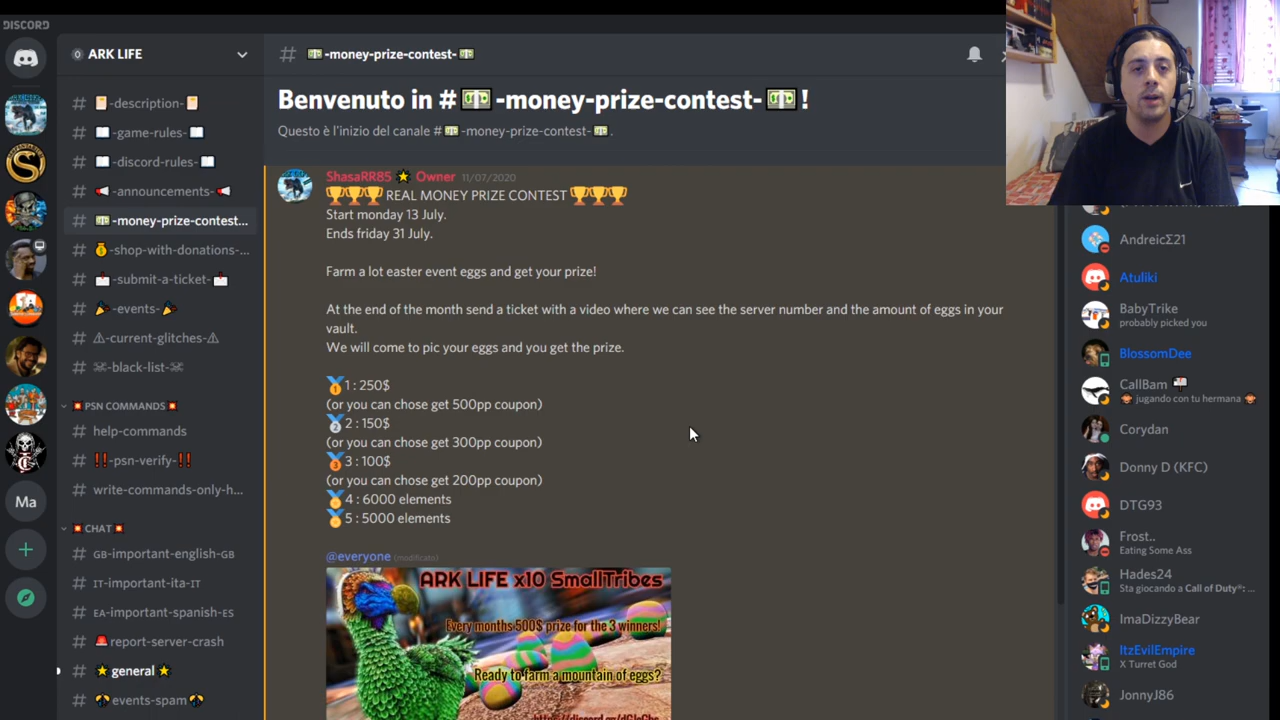 DISCORD
ARK LIFE
-description-
-game-rules-
-discord-rules-
-announcements-
-money-prize-contest...
-shop-with-donations-...
-submit-a-ticket-
-events-
-current-glitches-
-black-list-
PSN COMMANDS
help-commands
-psn-verify-
write-commands-only-h...
Ma
CHAT
GB-important-english-GB
IT-important-ita-IT
EA-important-spanish-ES
report-server-crash
general
events-spam
# -money-prize-contest-
Benvenuto in # -money-prize-contest- !
Questo è l'inizio del canale # -money-prize-contest- .
ShasaRR85 Owner 11/07/2020
REAL MONEY PRIZE CONTEST
Start monday 13 July.
Ends friday 31 July.
Farm a lot easter event eggs and get your prize!
At the end of the month send a ticket with a video where we can see the server number and the amount of eggs in your
vault.
We will come to pic your eggs and you get the prize.
1 : 250$
(or you can chose get 500pp coupon)
2 : 150$
(or you can chose get 300pp coupon)
3 : 100$
(or you can chose get 200pp coupon)
4 : 6000 elements
5 : 5000 elements
@everyone (modificato)
ARK LIFE x10 SmallTribes
Every months 500$ prize for the 3 winners!
Ready to farm a mountain of eggs?
AndreicΣ21
Atuliki
BabyTrike
probably picked you
BlossomDee
CallBam
jugando con tu hermana
Corydan
Donny D (KFC)
DTG93
Frost..
Eating Some Ass
Hades24
Sta giocando a Call of Duty®: ...
ImaDizzyBear
ItzEvilEmpire
X Turret God
JonnyJ86